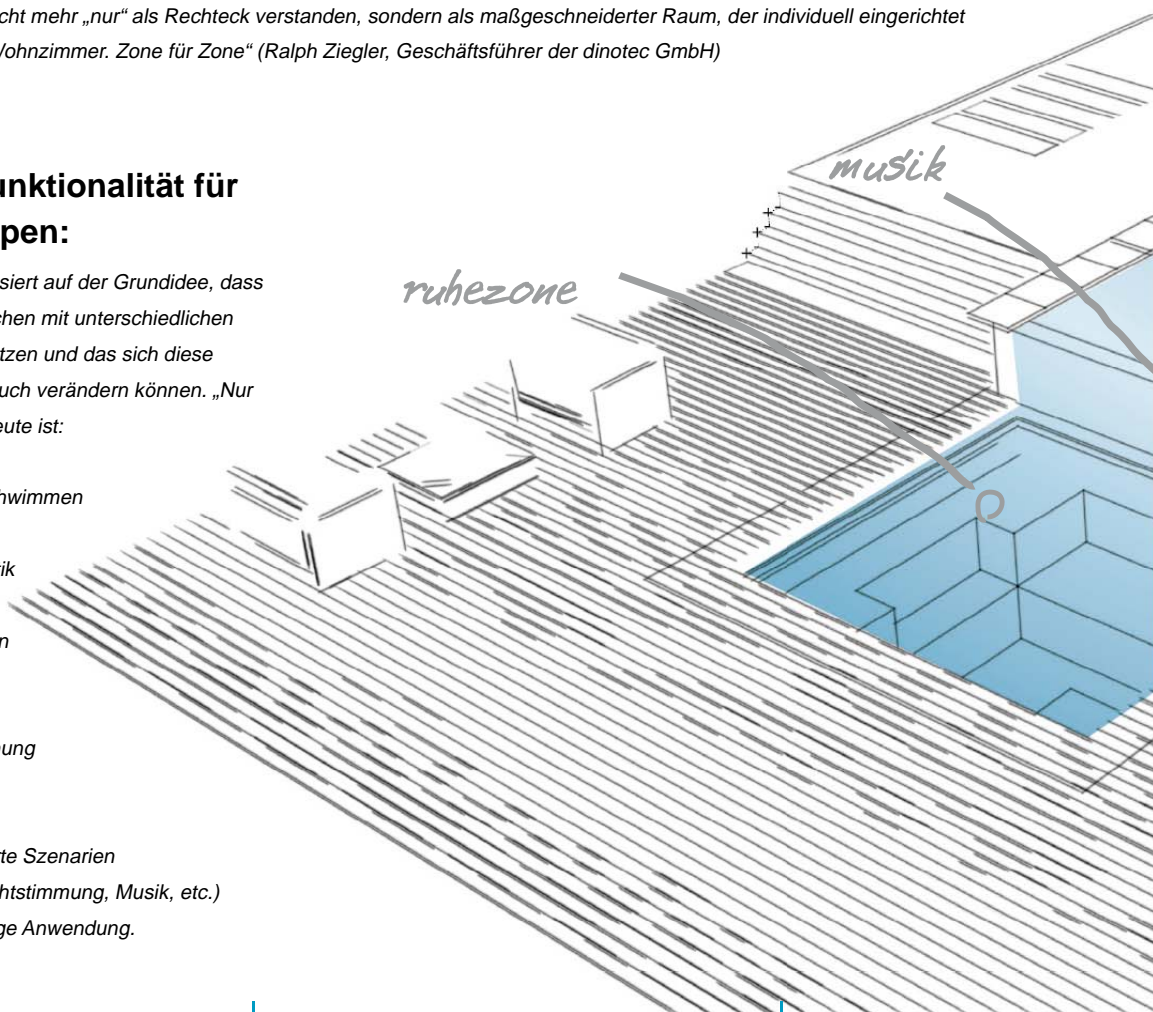 cht mehr „nur“ als Rechteck verstanden, sondern als maßgeschneiderter Raum, der individuell eingerichtet
Wohnzimmer. Zone für Zone“ (Ralph Ziegler, Geschäftsführer der dinotec GmbH)
musik
unktionalität für
pen:
ruhezone
siert auf der Grundidee, dass
chen mit unterschiedlichen
tzen und das sich diese
uch verändern können. „Nur
eute ist:
hwimmen
ik
n
ung
te Szenarien
htstimmung, Musik, etc.)
ge Anwendung.